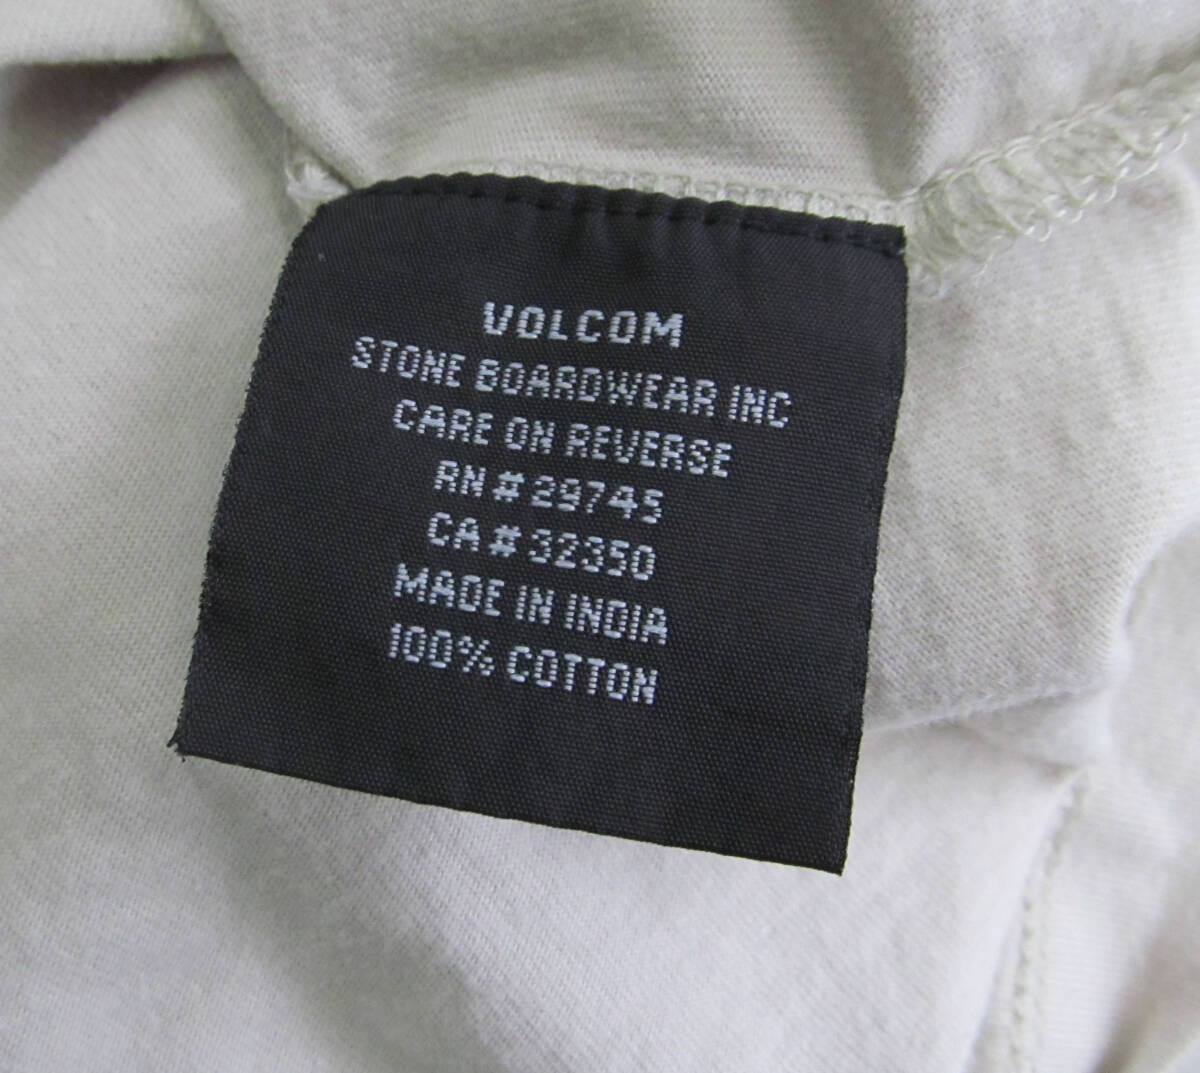 VOLCOM
STONE BOARDWEAR INC
CARE ON REVERSE
RN # 29745
CA # 32350
MADE IN INDIA
100% COTTON